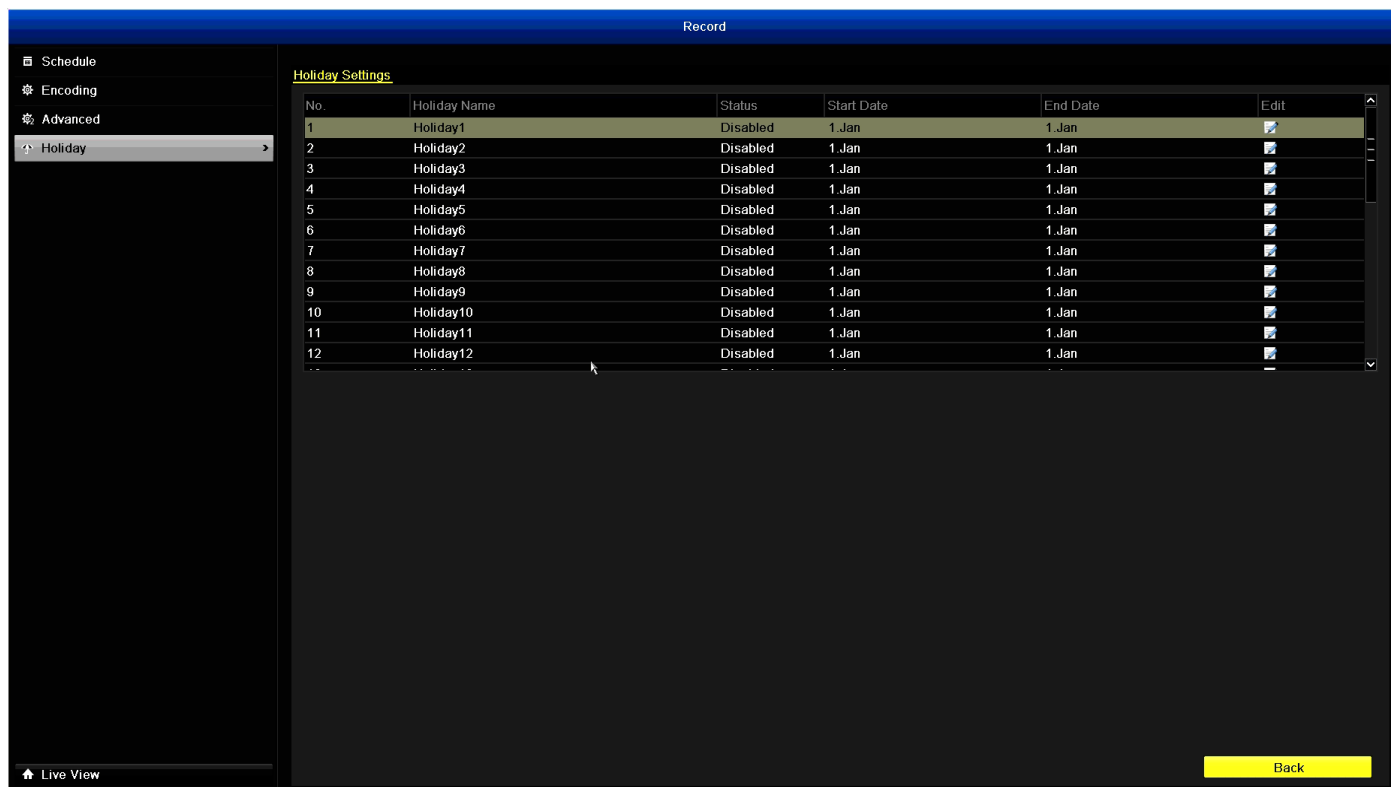 Record
Schedule
Encoding
Advanced
Holiday
Holiday Settings
No. Holiday Name Status Start Date End Date Edit
1 Holiday1 Disabled 1.Jan 1.Jan
2 Holiday2 Disabled 1.Jan 1.Jan
3 Holiday3 Disabled 1.Jan 1.Jan
4 Holiday4 Disabled 1.Jan 1.Jan
5 Holiday5 Disabled 1.Jan 1.Jan
6 Holiday6 Disabled 1.Jan 1.Jan
7 Holiday7 Disabled 1.Jan 1.Jan
8 Holiday8 Disabled 1.Jan 1.Jan
9 Holiday9 Disabled 1.Jan 1.Jan
10 Holiday10 Disabled 1.Jan 1.Jan
11 Holiday11 Disabled 1.Jan 1.Jan
12 Holiday12 Disabled 1.Jan 1.Jan
Live View
Back